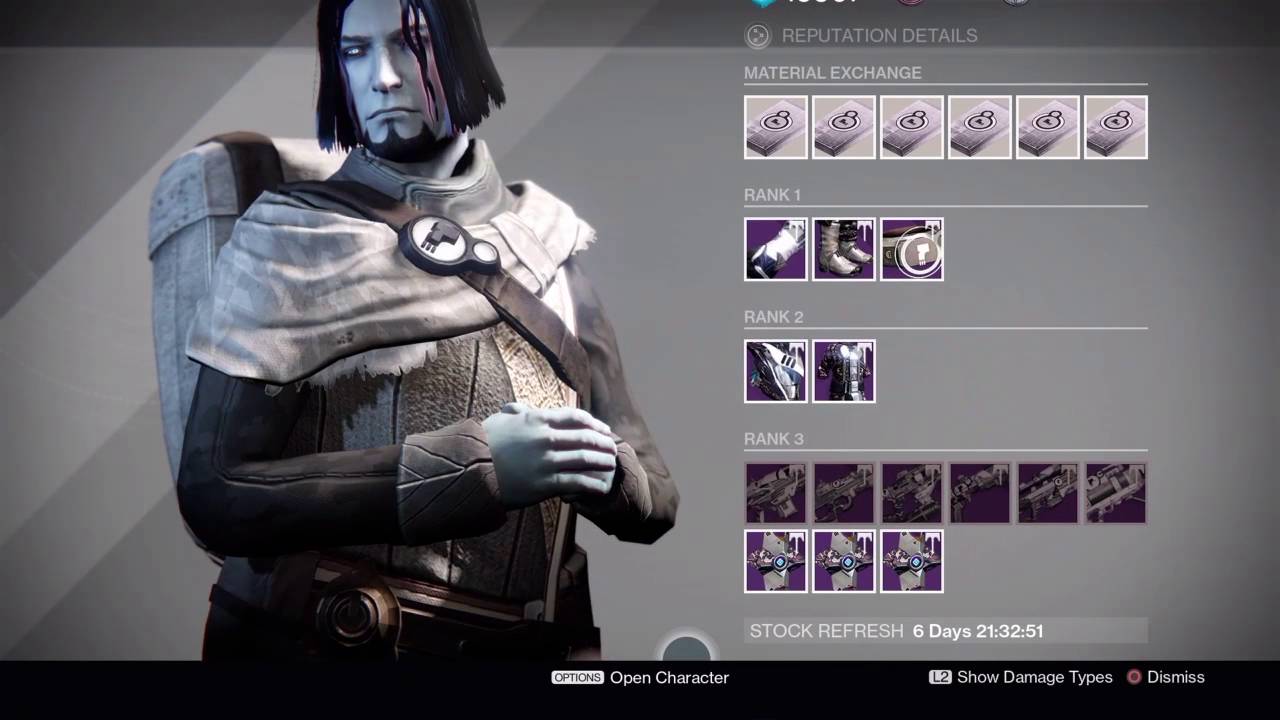 REPUTATION DETAILS
MATERIAL EXCHANGE
RANK 1
RANK 2
RANK 3
STOCK REFRESH 6 Days 21:32:51
OPTIONS Open Character
L2 Show Damage Types
Dismiss